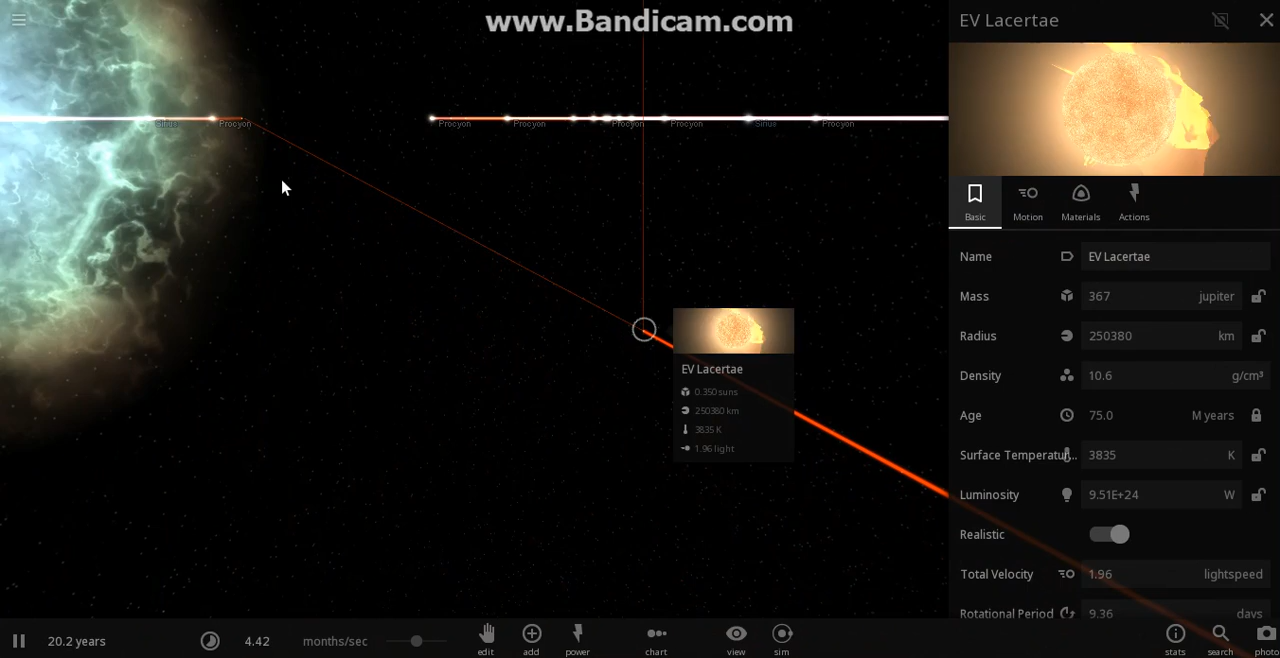 www.Bandicam.com
EV Lacertae
Sirius
Procyon
Procyon
Procyon
Procyon
Procyon
Sirius
Procyon
Basic
Motion
Materials
Actions
Name
EV Lacertae
Mass
367 jupiter
Radius
250380 km
Density
10.6 g/cm³
Age
75.0 M years
Surface Temperatur...
3835 K
Luminosity
9.51E+24 W
Realistic
Total Velocity
1.96 lightspeed
Rotational Period
9.36 days
EV Lacertae
0.350 suns
250380 km
3835 K
1.96 light
20.2 years
4.42 months/sec
edit
add
power
chart
view
sim
stats
search
photo